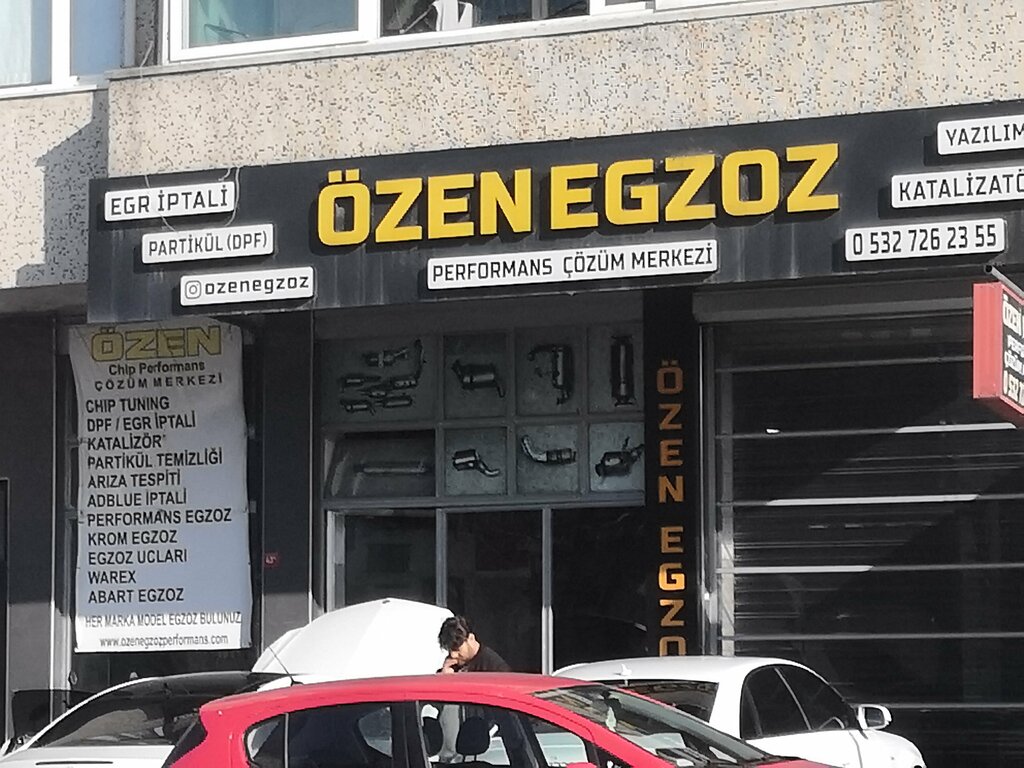 EGR İPTALİ
PARTİKÜL (DPF)
ozenegzoz
ÖZEN EGZOZ
PERFORMANS ÇÖZÜM MERKEZİ
YAZILIM
KATALİZATÖ
0 532 726 23 55
ÖZEN
Chip Performans
ÇÖZÜM MERKEZİ
CHIP TUNING
DPF / EGR İPTALİ
KATALİZÖR
PARTİKÜL TEMİZLİĞİ
ARIZA TESPİTİ
ADBLUE İPTALİ
PERFORMANS EGZOZ
KROM EGZOZ
EGZOZ UCLARI
WAREX
ABART EGZOZ
HER MARKA MODEL EGZOZ BULUNUZ
www.ozenegzozperformans.com
ÖZEN EGZO
ÖZEN